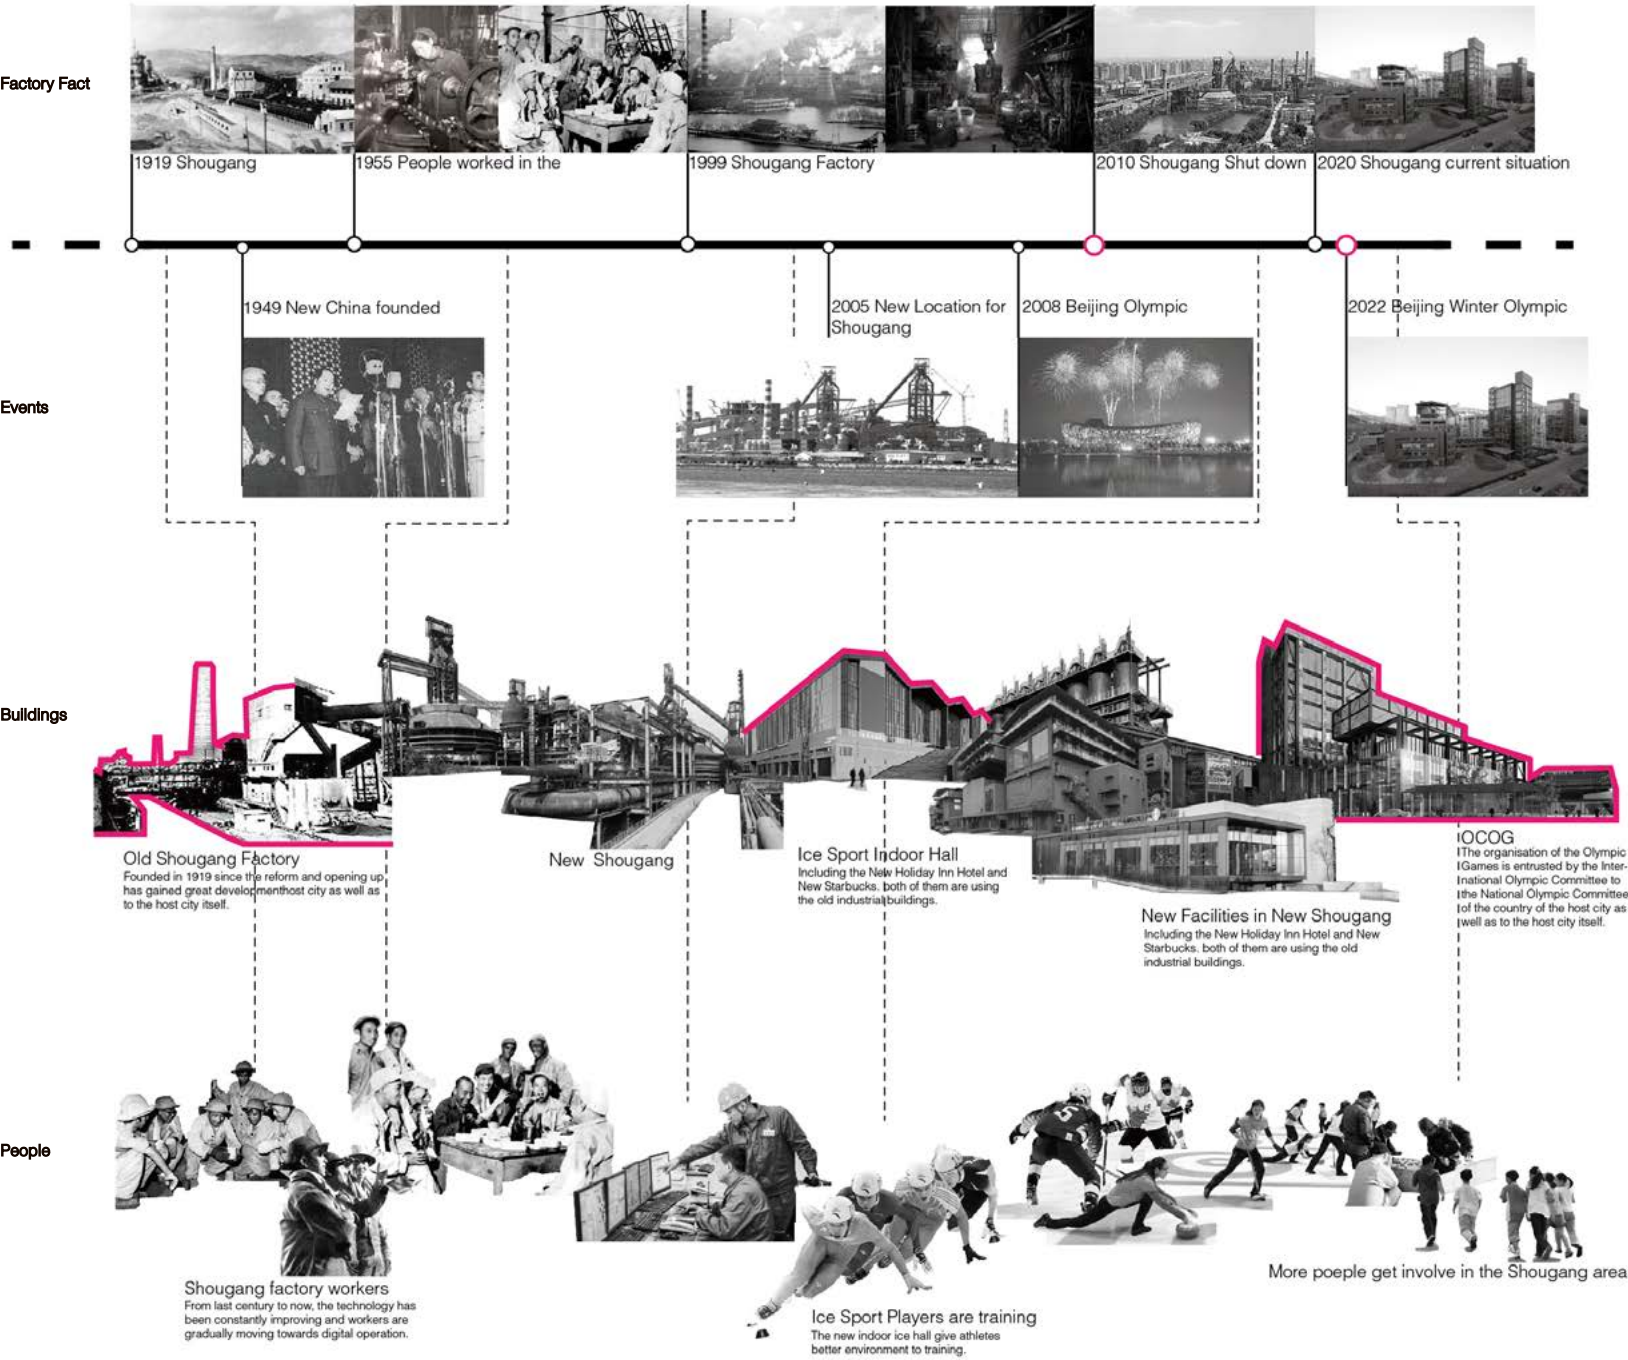 Factory Fact
1919 Shougang
1955 People worked in the
1999 Shougang Factory
2010 Shougang Shut down
2020 Shougang current situation
1949 New China founded
2005 New Location for
Shougang
2008 Beijing Olympic
2022 Beijing Winter Olympic
Events
Buildings
Old Shougang Factory
Founded in 1919 since the reform and opening up,
has gained great developmenthost city as well as
to the host city itself.
New Shougang
Ice Sport Indoor Hall
Including the New Holiday Inn Hotel and
New Starbucks. both of them are using
the old industrial buildings.
New Facilities in New Shougang
Including the New Holiday Inn Hotel and New
Starbucks. both of them are using the old
industrial buildings.
OCOG
The organisation of the Olympic
Games is entrusted by the Inter-
national Olympic Committee to
the National Olympic Committee
of the country of the host city as
well as to the host city itself.
People
Shougang factory workers
From last century to now, the technology has
been constantly improving and workers are
gradually moving towards digital operation.
Ice Sport Players are training
The new indoor ice hall give athletes
better environment to training.
More poeple get involve in the Shougang area